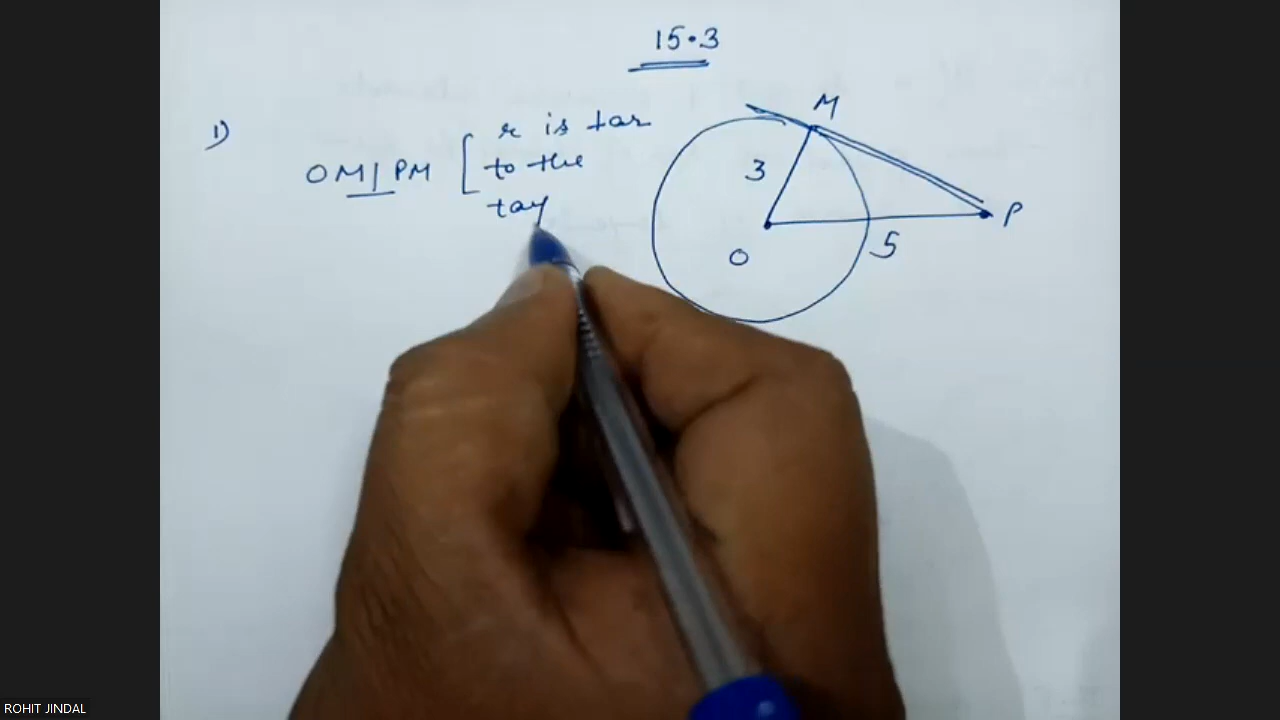 15.3
1)
OM ⊥ PM [ r is tar
to the
tay
M
3
P
5
O
ROHIT JINDAL